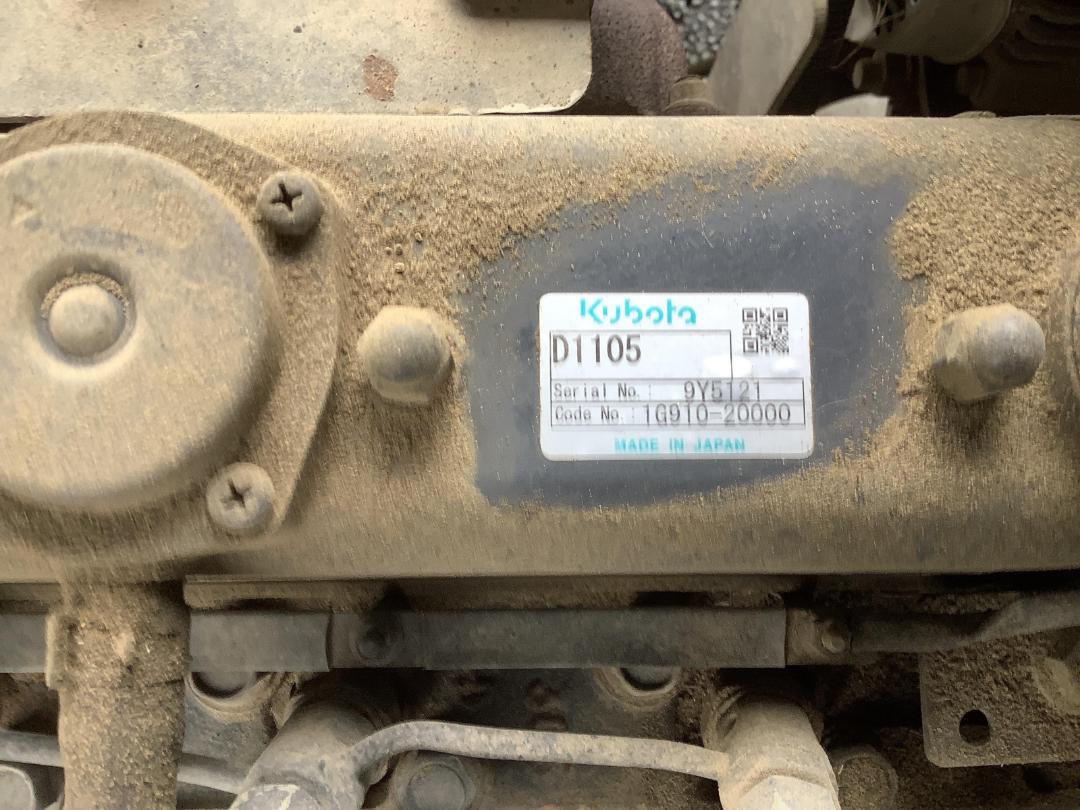 Kubota
D1105
Serial No.: 9Y5121
Code No.: 1G910-20000
MADE IN JAPAN